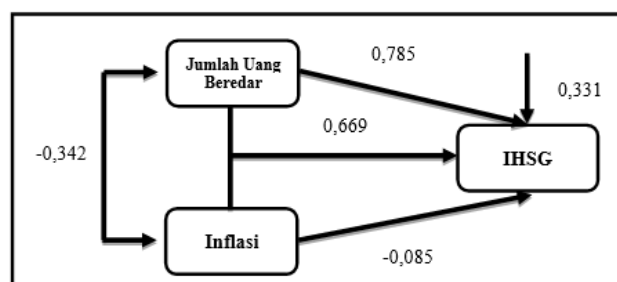 Jumlah Uang
Beredar
0,785
0,331
0,669
-0,342
IHSG
Inflasi
-0,085